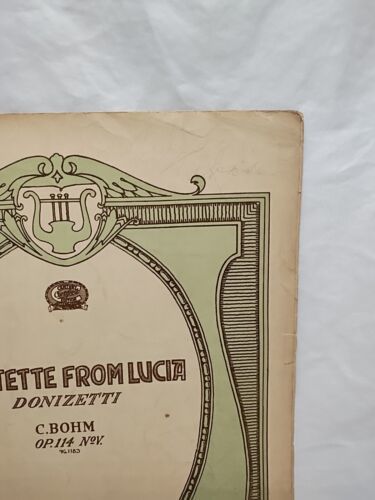 TETTE FROM LUCIA
DONIZETTI
C. BOHM
OP. 114 No V.